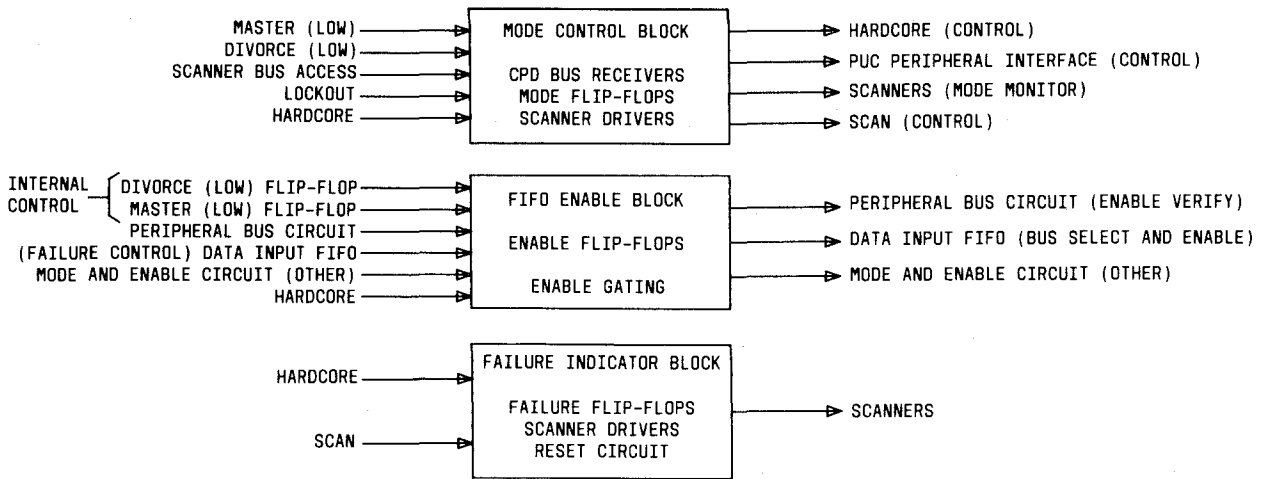 MASTER (LOW)
DIVORCE (LOW)
SCANNER BUS ACCESS
LOCKOUT
HARDCORE
MODE CONTROL BLOCK
CPD BUS RECEIVERS
MODE FLIP-FLOPS
SCANNER DRIVERS
HARDCORE (CONTROL)
PUC PERIPHERAL INTERFACE (CONTROL)
SCANNERS (MODE MONITOR)
SCAN (CONTROL)
INTERNAL
CONTROL
DIVORCE (LOW) FLIP-FLOP
MASTER (LOW) FLIP-FLOP
PERIPHERAL BUS CIRCUIT
(FAILURE CONTROL) DATA INPUT FIFO
MODE AND ENABLE CIRCUIT (OTHER)
HARDCORE
FIFO ENABLE BLOCK
ENABLE FLIP-FLOPS
ENABLE GATING
PERIPHERAL BUS CIRCUIT (ENABLE VERIFY)
DATA INPUT FIFO (BUS SELECT AND ENABLE)
MODE AND ENABLE CIRCUIT (OTHER)
HARDCORE
SCAN
FAILURE INDICATOR BLOCK
FAILURE FLIP-FLOPS
SCANNER DRIVERS
RESET CIRCUIT
SCANNERS